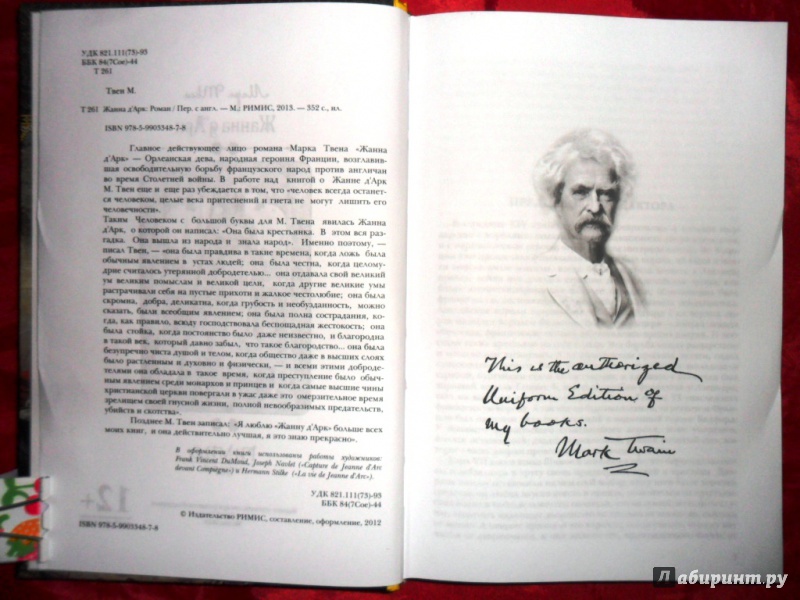 УДК 821.111(73)-93
ББК 84(7Сое)-44
Т 261
Твен М.
Т 261 Жанна д'Арк: Роман / Пер. с англ. — М.: РИМИС, 2013. — 352 с., ил.
ISBN 978-5-9903348-7-8
Главное действующее лицо романа Марка Твена «Жанна
д'Арк» — Орлеанская дева, народная героиня Франции, возглавив-
шая освободительную борьбу французского народа против англичан
во время Столетней войны. В работе над книгой о Жанне д'Арк
М. Твен еще и еще раз убеждается в том, что «человек всегда останет-
ся человеком, целые века притеснений и гнета не могут лишить его
человечности».
Таким Человеком с большой буквы для М. Твена явилась Жанна
д'Арк, о которой он написал: «Она была крестьянка. В этом вся раз-
гадка. Она вышла из народа и знала народ». Именно поэтому, —
писал Твен, — «она была правдива в такие времена, когда ложь была
обычным явлением в устах людей; она была честна, когда целому-
дрие считалось утерянной добродетелью... она отдавала свой великий
ум великим помыслам и великой цели, когда другие великие умы
растрачивали себя на пустые прихоти и жалкое честолюбие; она была
скромна, добра, деликатна, когда грубость и необузданность, можно
сказать, были всеобщим явлением; она была полна сострадания, ког-
да, как правило, всюду господствовала беспощадная жестокость; она
была стойка, когда постоянство было даже неизвестно, и благородна
в такой век, который давно забыл, что такое благородство... она была
безупречно чиста душой и телом, когда общество даже в высших слоях
было растленным и духовно и физически, — и всеми этими доброде-
телями она обладала в такое время, когда преступление было обыч-
ным явлением среди монархов и принцев и когда самые высшие чины
христианской церкви повергали в ужас даже это омерзительное время
зрелищем своей гнусной жизни, полной невообразимых предательств,
убийств и скотства».
Позднее М. Твен записал: «Я люблю «Жанну д'Арк» больше всех
моих книг, и она действительно лучшая, я это знаю прекрасно».
В оформлении книги использованы работы художников:
Frank Vincent DuMond, Joseph Navlet («Capture de Jeanne d'Arc
devant Compiègne») и Hermann Stilke («La vie de Jeanne d'Arc»).
УДК 821.111(73)-93
ББК 84(7Сое)-44
© Издательство РИМИС, составление, оформление, 2012
ISBN 978-5-9903348-7-8
12+
This is the authorized
Uniform Edition of
my books.
Mark Twain
Лабиринт.ру